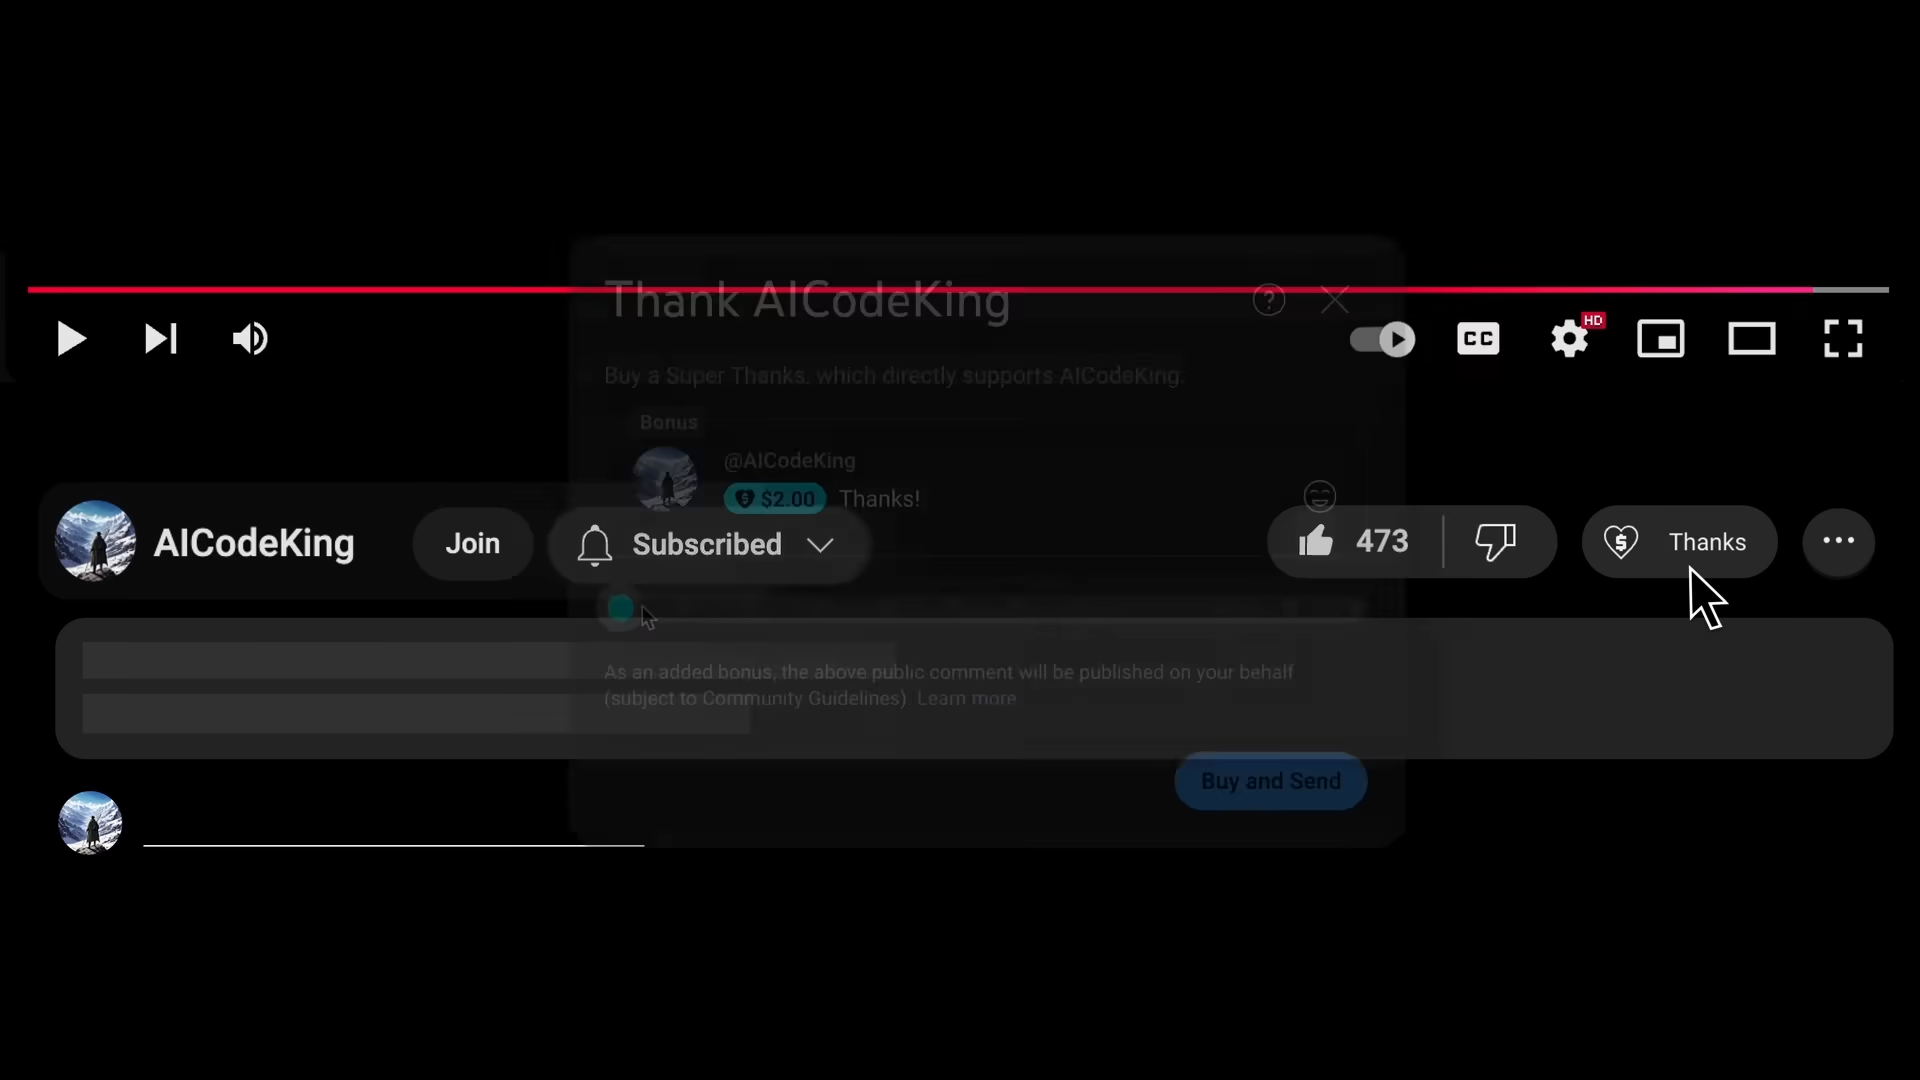 Thank AICodeKing
HD
CC
Buy a Super Thanks, which directly supports AICodeKing.
Bonus
@AICodeKing
$2.00 Thanks!
AICodeKing
Join
Subscribed
473
Thanks
As an added bonus, the above public comment will be published on your behalf
(subject to Community Guidelines). Learn more
Buy and Send